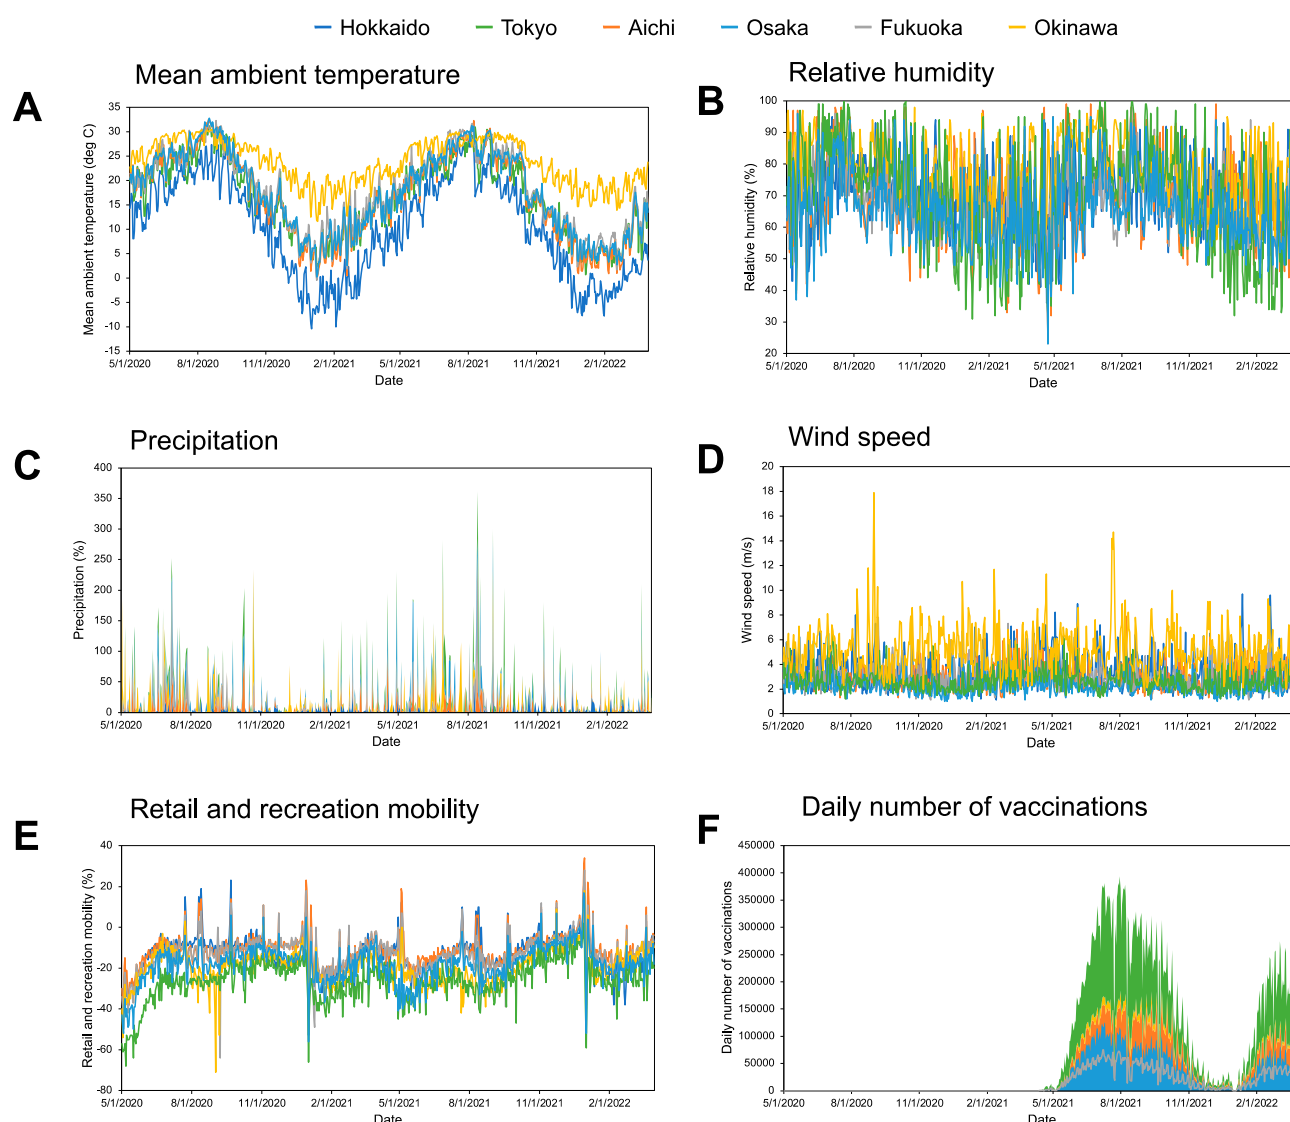 Hokkaido Tokyo Aichi Osaka Fukuoka Okinawa
A
Mean ambient temperature
Mean ambient temperature (deg C)
35
30
25
20
15
10
5
0
-5
-10
-15
5/1/2020 8/1/2020 11/1/2020 2/1/2021 5/1/2021 8/1/2021 11/1/2021 2/1/2022
Date
B
Relative humidity
Relative humidity (%)
100
90
80
70
60
50
40
30
20
5/1/2020 8/1/2020 11/1/2020 2/1/2021 5/1/2021 8/1/2021 11/1/2021 2/1/2022
Date
C
Precipitation
Precipitation (%)
400
350
300
250
200
150
100
50
0
5/1/2020 8/1/2020 11/1/2020 2/1/2021 5/1/2021 8/1/2021 11/1/2021 2/1/2022
Date
D
Wind speed
Wind speed (m/s)
20
18
16
14
12
10
8
6
4
2
0
5/1/2020 8/1/2020 11/1/2020 2/1/2021 5/1/2021 8/1/2021 11/1/2021 2/1/2022
Date
E
Retail and recreation mobility
Retail and recreation mobility (%)
40
20
0
-20
-40
-60
-80
5/1/2020 8/1/2020 11/1/2020 2/1/2021 5/1/2021 8/1/2021 11/1/2021 2/1/2022
Date
F
Daily number of vaccinations
Daily number of vaccinations
450000
400000
350000
300000
250000
200000
150000
100000
50000
0
5/1/2020 8/1/2020 11/1/2020 2/1/2021 5/1/2021 8/1/2021 11/1/2021 2/1/2022
Date